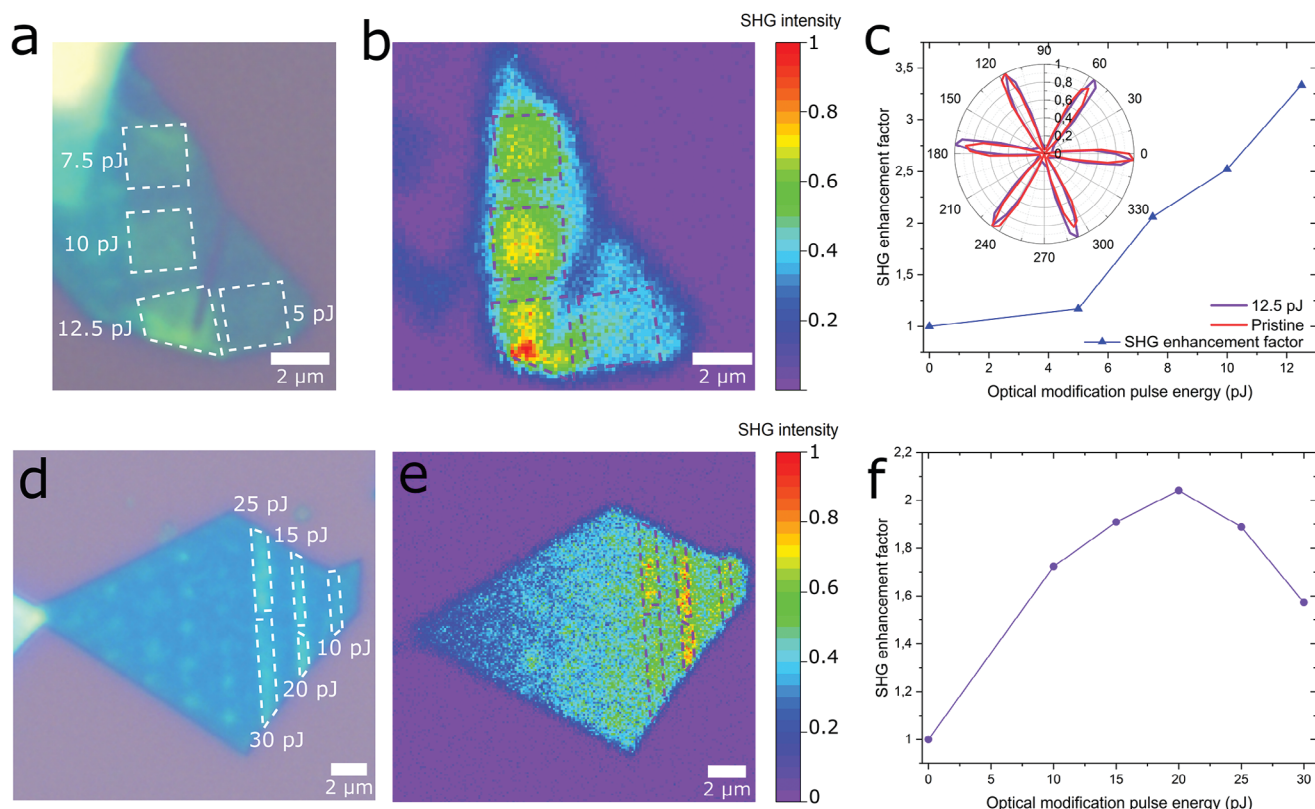 a
7.5 pJ
10 pJ
12.5 pJ
5 pJ
2 µm
b
SHG intensity
1
0.8
0.6
0.4
0.2
2 µm
c
SHG enhancement factor
3,5
3
2,5
2
1,5
1
0 2 4 6 8 10 12
Optical modification pulse energy (pJ)
90
120 60
150 30
180 0
210 330
240 300
270
1
0,8
0,6
0,4
0,2
0
12.5 pJ
Pristine
SHG enhancement factor
d
25 pJ
15 pJ
10 pJ
20 pJ
30 pJ
2 µm
e
SHG intensity
1
0.8
0.6
0.4
0.2
0
2 µm
f
SHG enhancement factor
2,2
2
1,8
1,6
1,4
1,2
1
0 5 10 15 20 25 30
Optical modification pulse energy (pJ)